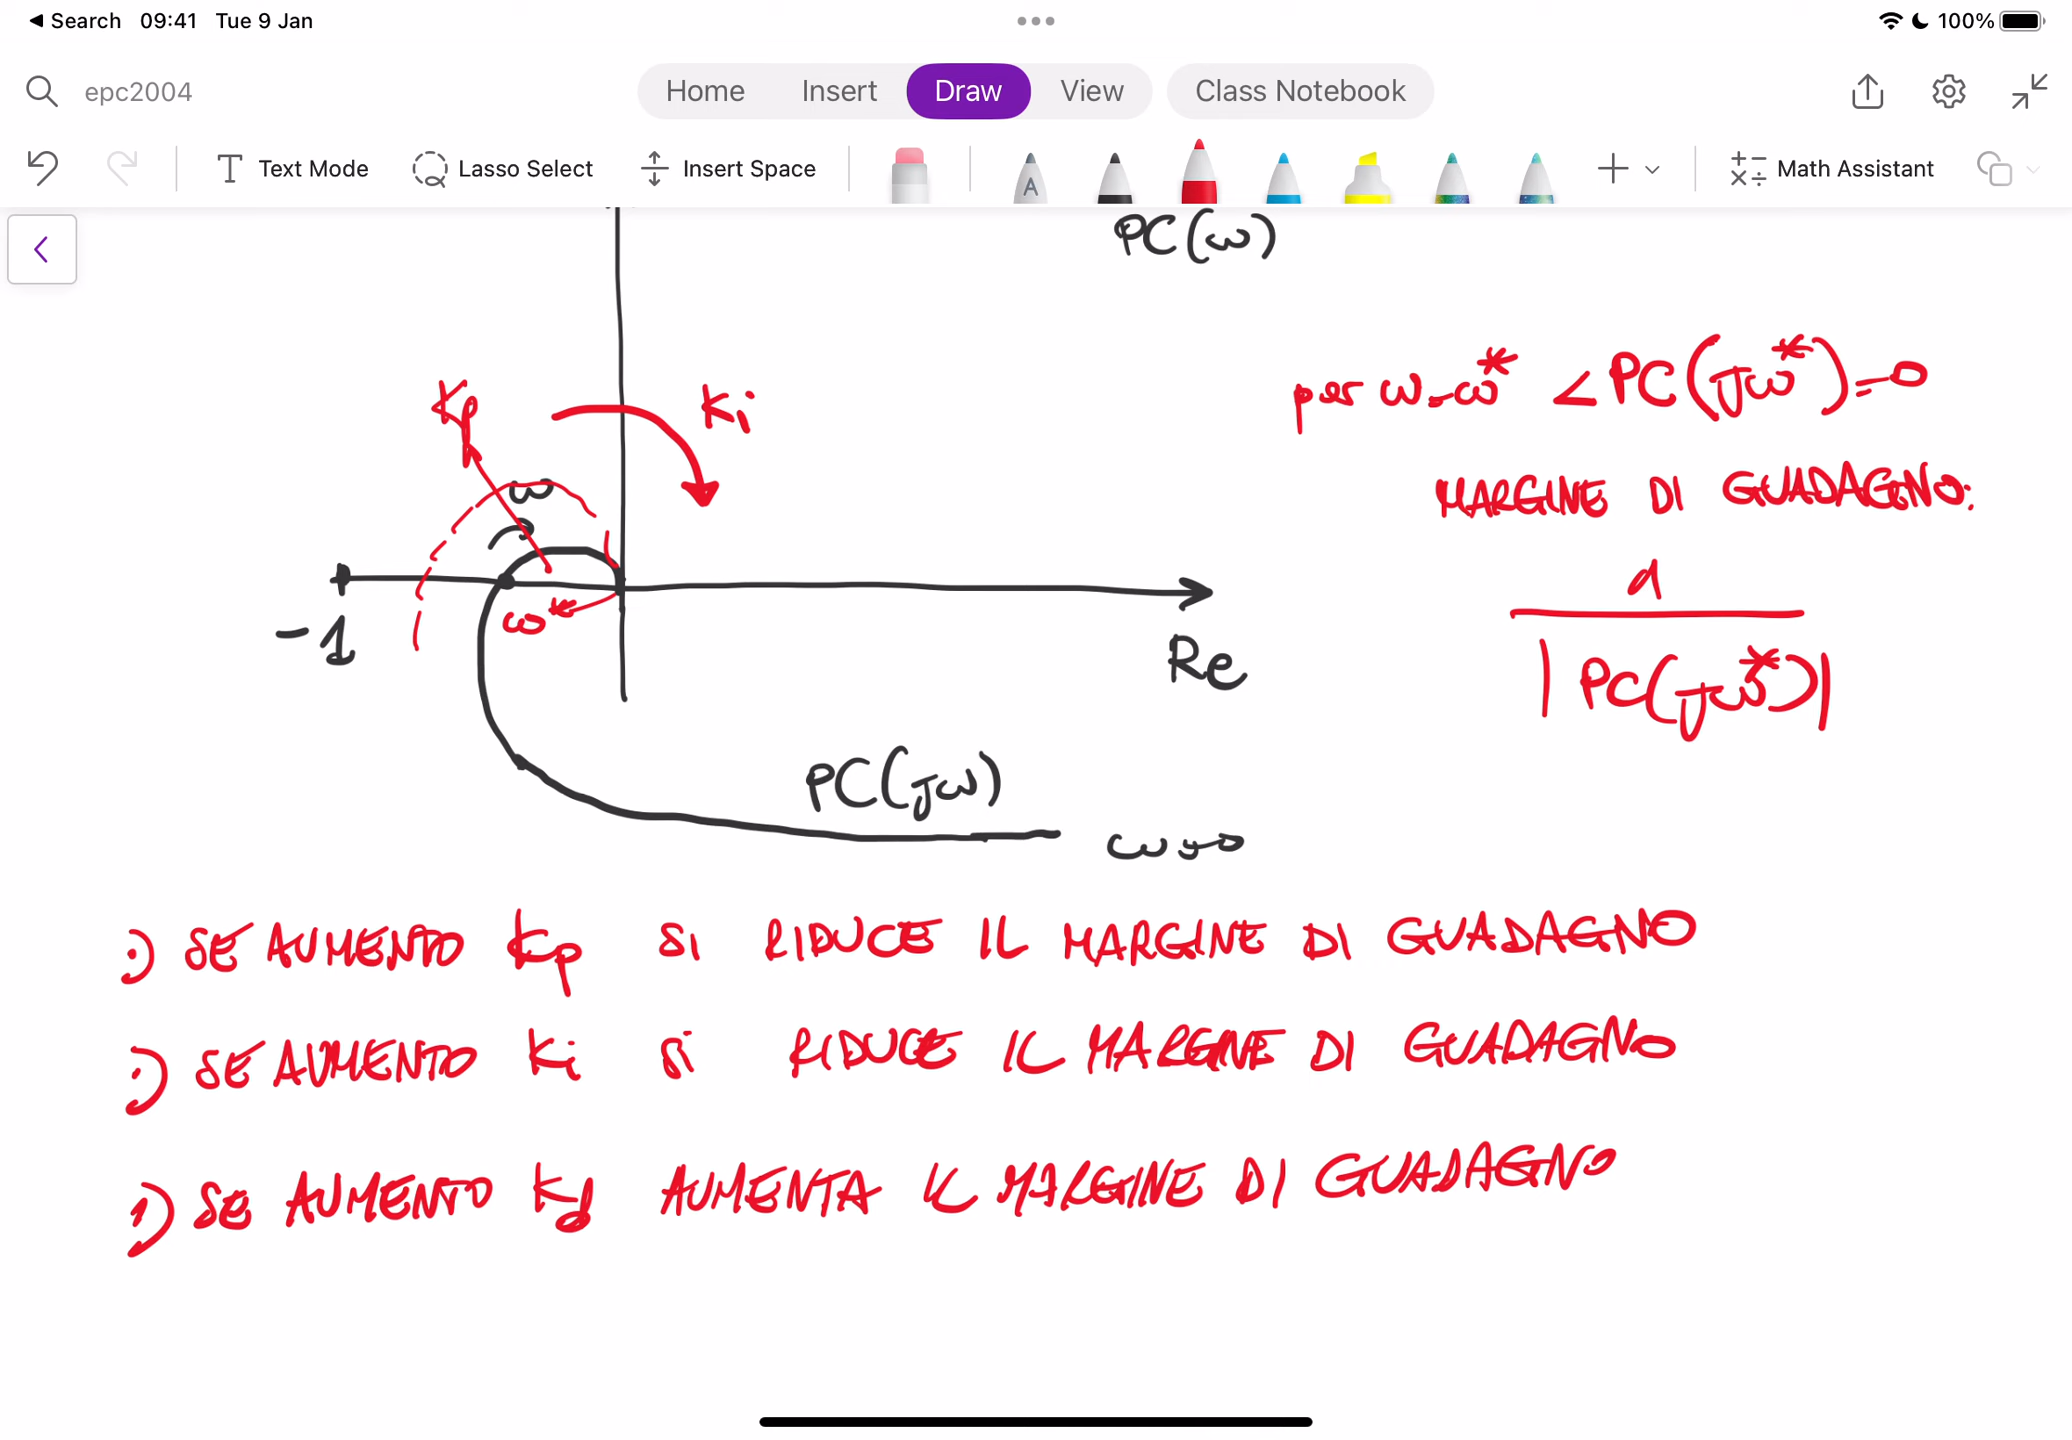 Search 09:41 Tue 9 Jan 100%
epc2004 Home Insert Draw View Class Notebook
Text Mode Lasso Select Insert Space A Math Assistant
PC(ω)
Kp Ki
per ω=ω* ∠PC(Jω*)=0
ω
MARGINE DI GUADAGNO:
1
ω*
-1
Re
|PC(Jω*)|
PC(Jω)
ω→0
:) SE AUMENTO Kp SI RIDUCE IL MARGINE DI GUADAGNO
:) SE AUMENTO Ki SI RIDUCE IL MARGINE DI GUADAGNO
:) SE AUMENTO Kd AUMENTA IL MARGINE DI GUADAGNO